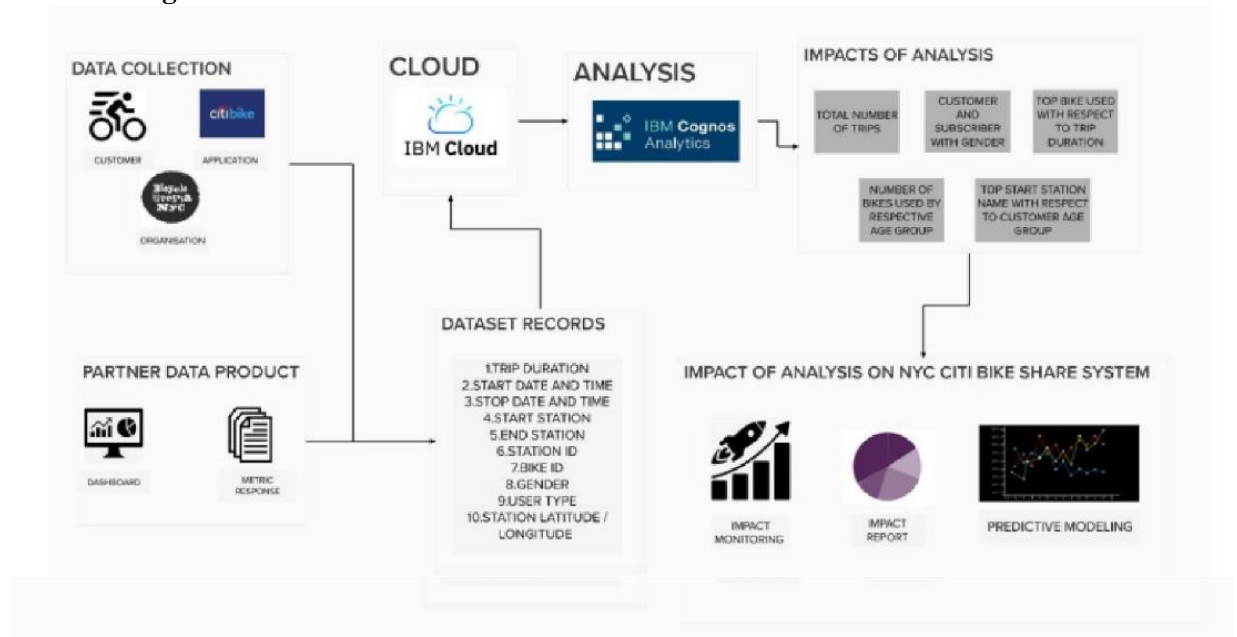 DATA COLLECTION
citibike
CUSTOMER
APPLICATION
Bicycle
NYC
ORGANISATION
CLOUD
IBM Cloud
ANALYSIS
IBM Cognos
Analytics
IMPACTS OF ANALYSIS
TOTAL NUMBER
OF TRIPS
CUSTOMER
AND
SUBSCRIBER
WITH GENDER
TOP BIKE USED
WITH RESPECT
TO TRIP
DURATION
NUMBER OF
BIKES USED BY
RESPECTIVE
AGE GROUP
TOP START STATION
NAME WITH RESPECT
TO CUSTOMER AGE
GROUP
PARTNER DATA PRODUCT
DASHBOARD
METRIC
RESPONSE
DATASET RECORDS
1.TRIP DURATION
2.START DATE AND TIME
3.STOP DATE AND TIME
4.START STATION
5.END STATION
6.STATION ID
7.BIKE ID
8.GENDER
9.USER TYPE
10.STATION LATITUDE /
LONGITUDE
IMPACT OF ANALYSIS ON NYC CITI BIKE SHARE SYSTEM
IMPACT
MONITORING
IMPACT
REPORT
PREDICTIVE MODELING